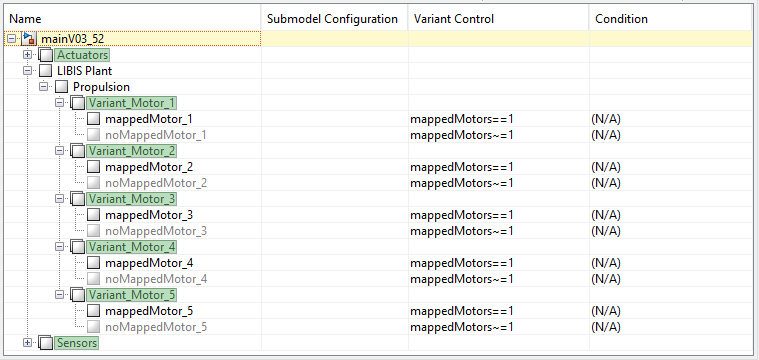 Name Submodel Configuration Variant Control Condition
mainV03_52
Actuators
LIBIS Plant
Propulsion
Variant_Motor_1
mappedMotor_1 mappedMotors==1 (N/A)
noMappedMotor_1 mappedMotors~=1 (N/A)
Variant_Motor_2
mappedMotor_2 mappedMotors==1 (N/A)
noMappedMotor_2 mappedMotors~=1 (N/A)
Variant_Motor_3
mappedMotor_3 mappedMotors==1 (N/A)
noMappedMotor_3 mappedMotors~=1 (N/A)
Variant_Motor_4
mappedMotor_4 mappedMotors==1 (N/A)
noMappedMotor_4 mappedMotors~=1 (N/A)
Variant_Motor_5
mappedMotor_5 mappedMotors==1 (N/A)
noMappedMotor_5 mappedMotors~=1 (N/A)
Sensors